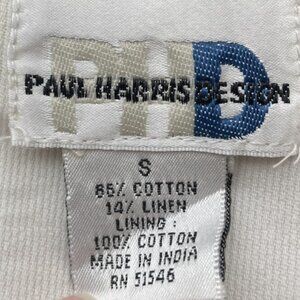 PHD
PAUL HARRIS DESIGN
S
86% COTTON
14% LINEN
LINING :
100% COTTON
MADE IN INDIA
RN 51546